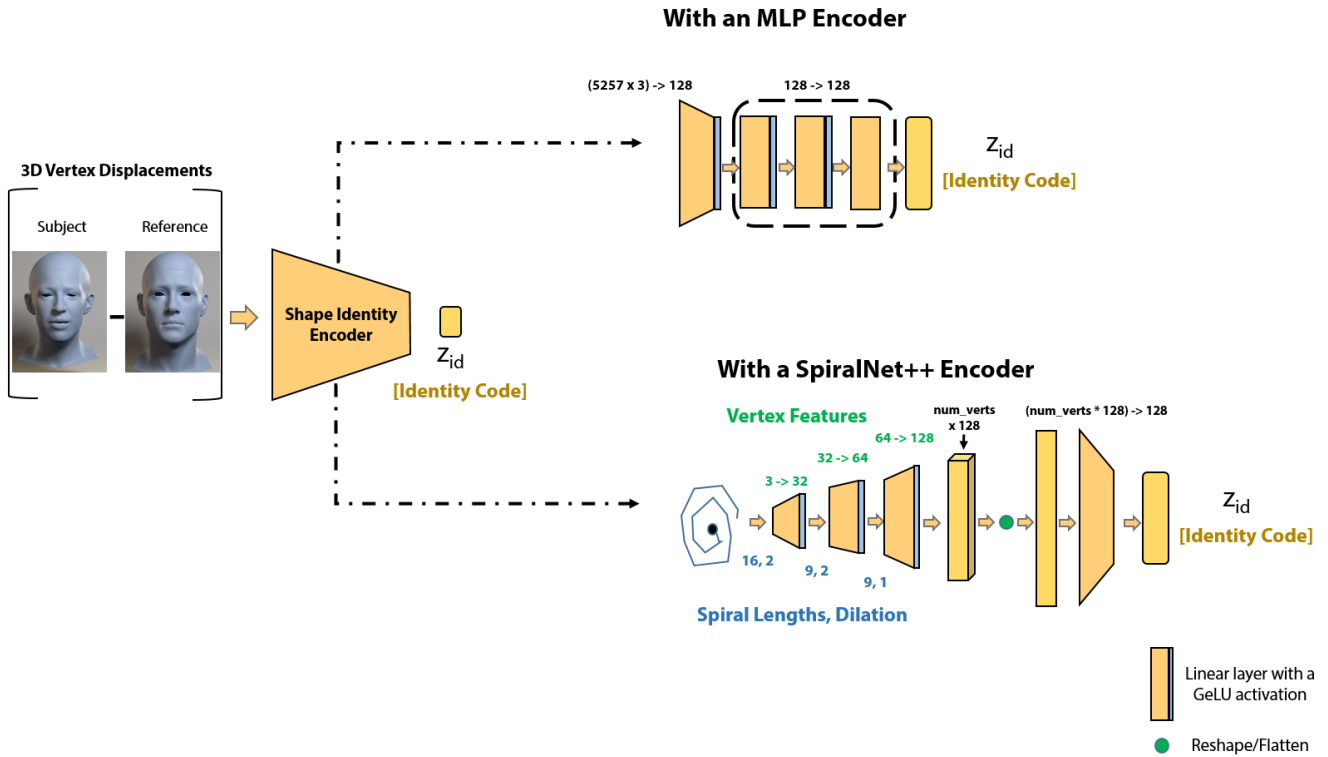 With an MLP Encoder
(5257 x 3) -> 128
128 -> 128
Z_id
[Identity Code]
3D Vertex Displacements
Subject
Reference
Shape Identity
Encoder
Z_id
[Identity Code]
With a SpiralNet++ Encoder
Vertex Features
num_verts
x 128
(num_verts * 128) -> 128
64 -> 128
32 -> 64
3 -> 32
16, 2
9, 2
9, 1
Spiral Lengths, Dilation
Z_id
[Identity Code]
Linear layer with a
GeLU activation
Reshape/Flatten